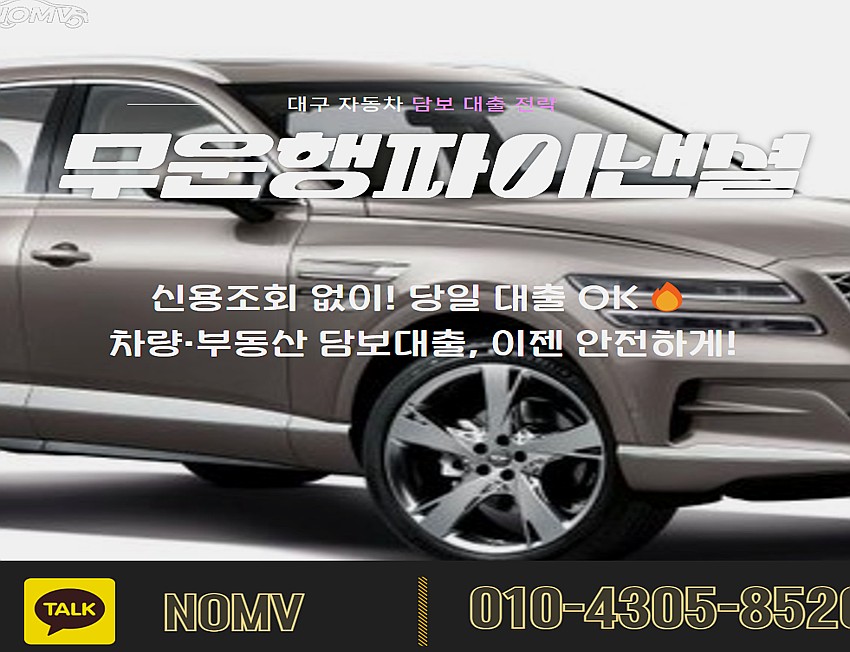 NOMV
대구 자동차 담보 대출 전략
무운행파이낸셜
신용조회 없이! 당일 대출 OK🔥
차량·부동산 담보대출, 이젠 안전하게!
TALK NOMV 010-4305-8520